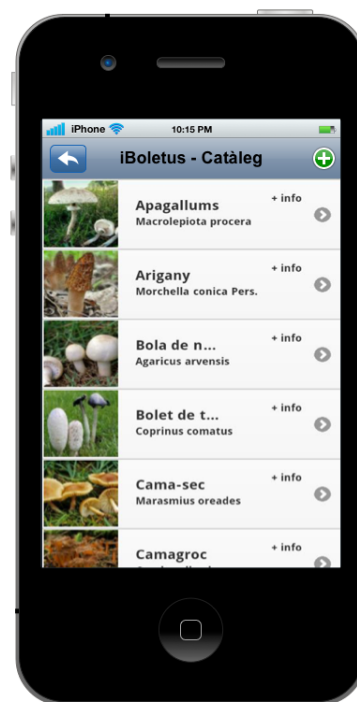 iPhone 10:15 PM
iBoletus - Catàleg
Apagallums + info
Macrolepiota procera
Arigany + info
Morchella conica Pers.
Bola de n... + info
Agaricus arvensis
Bolet de t... + info
Coprinus comatus
Cama-sec + info
Marasmius oreades
Camagroc + info